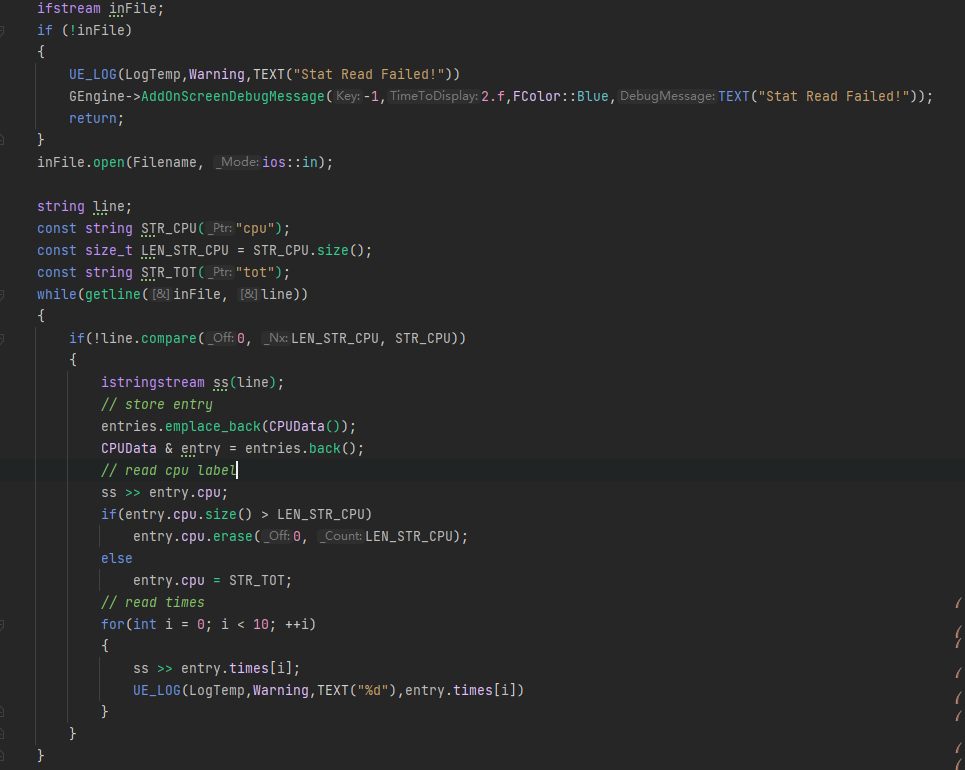 ifstream inFile;
if (!inFile)
{
UE_LOG(LogTemp,Warning,TEXT("Stat Read Failed!"))
GEngine->AddOnScreenDebugMessage( Key: -1, TimeToDisplay: 2.f,FColor::Blue, DebugMessage: TEXT("Stat Read Failed!"));
return;
}
inFile.open(Filename, _Mode: ios::in);
string line;
const string STR_CPU( _Ptr: "cpu");
const size_t LEN_STR_CPU = STR_CPU.size();
const string STR_TOT( _Ptr: "tot");
while(getline( [&] inFile, [&] line))
{
if(!line.compare( _Off: 0, _Nx: LEN_STR_CPU, STR_CPU))
{
istringstream ss(line);
// store entry
entries.emplace_back(CPUData());
CPUData & entry = entries.back();
// read cpu label
ss >> entry.cpu;
if(entry.cpu.size() > LEN_STR_CPU)
entry.cpu.erase( _Off: 0, _Count: LEN_STR_CPU);
else
entry.cpu = STR_TOT;
// read times
for(int i = 0; i < 10; ++i)
{
ss >> entry.times[i];
UE_LOG(LogTemp,Warning,TEXT("%d"),entry.times[i])
}
}
}